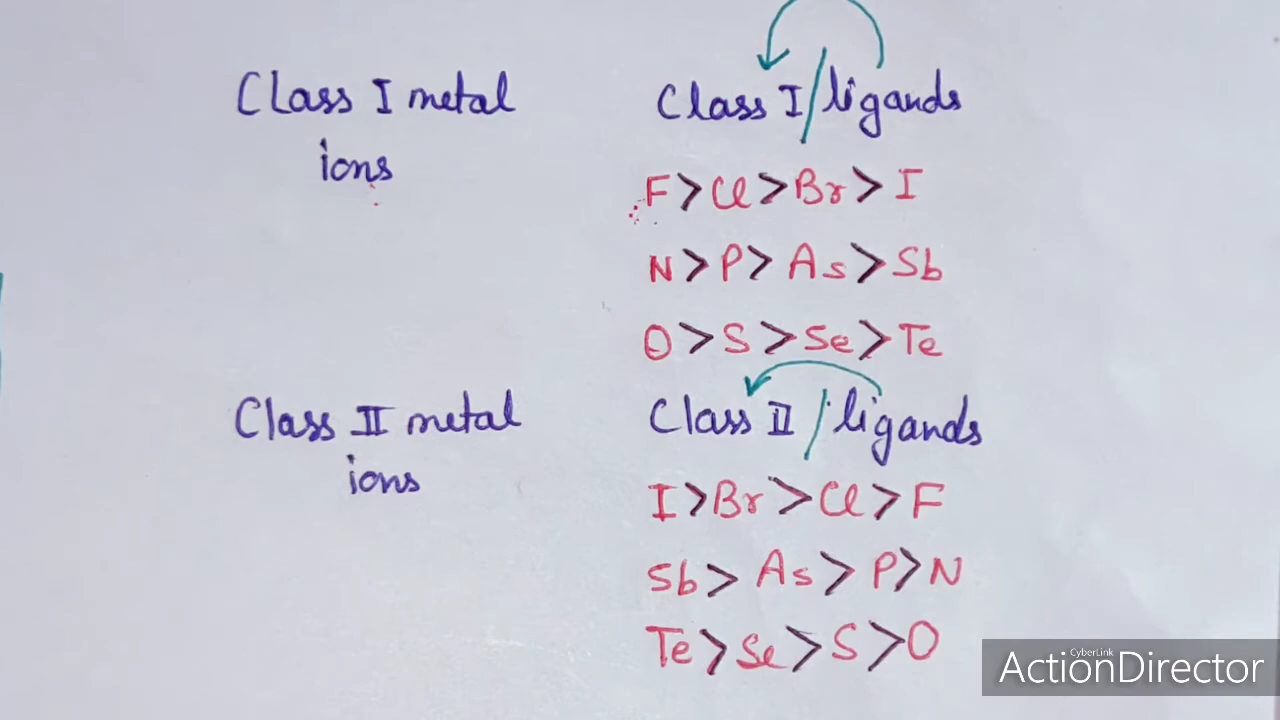 Class I metal
ions
Class I / ligands
F > Cl > Br > I
N > P > As > Sb
O > S > Se > Te
Class II metal
ions
Class II / ligands
I > Br > Cl > F
Sb > As > P > N
Te > Se > S > O
CyberLink
ActionDirector